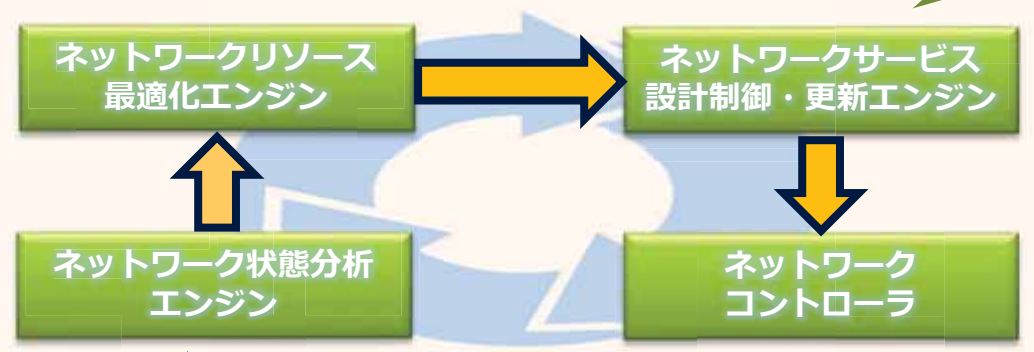 ネットワークリソース
最適化エンジン
ネットワークサービス
設計制御・更新エンジン
ネットワーク状態分析
エンジン
ネットワーク
コントローラ